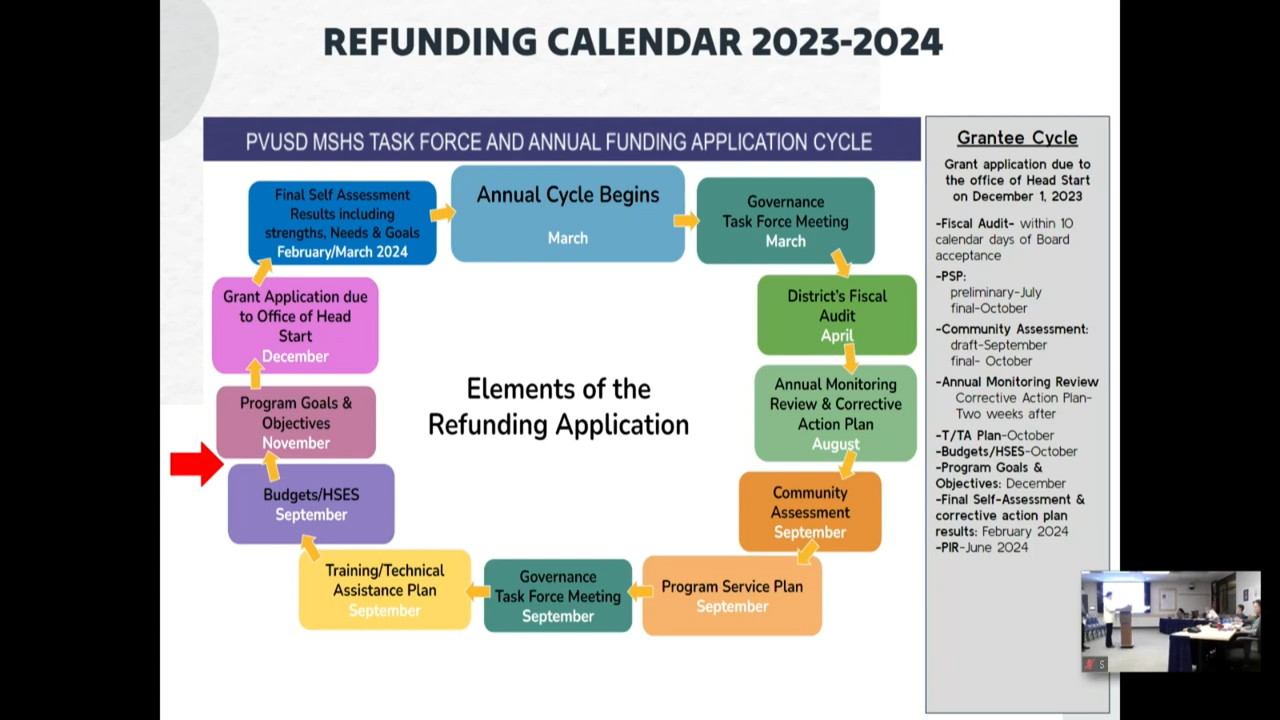 REFUNDING CALENDAR 2023-2024
PVUSD MSHS TASK FORCE AND ANNUAL FUNDING APPLICATION CYCLE
Final Self Assessment
Results including
strengths, Needs & Goals
February/March 2024
Annual Cycle Begins
March
Governance
Task Force Meeting
March
District's Fiscal
Audit
April
Annual Monitoring
Review & Corrective
Action Plan
August
Community
Assessment
September
Program Service Plan
September
Governance
Task Force Meeting
September
Training/Technical
Assistance Plan
September
Budgets/HSES
September
Program Goals &
Objectives
November
Grant Application due
to Office of Head
Start
December
Elements of the
Refunding Application
Grantee Cycle
Grant application due to
the office of Head Start
on December 1, 2023
-Fiscal Audit- within 10
calendar days of Board
acceptance
-PSP:
preliminary-July
final-October
-Community Assessment:
draft-September
final- October
-Annual Monitoring Review
Corrective Action Plan-
Two weeks after
-T/TA Plan-October
-Budgets/HSES-October
-Program Goals &
Objectives: December
-Final Self-Assessment &
corrective action plan
results: February 2024
-PIR-June 2024
S